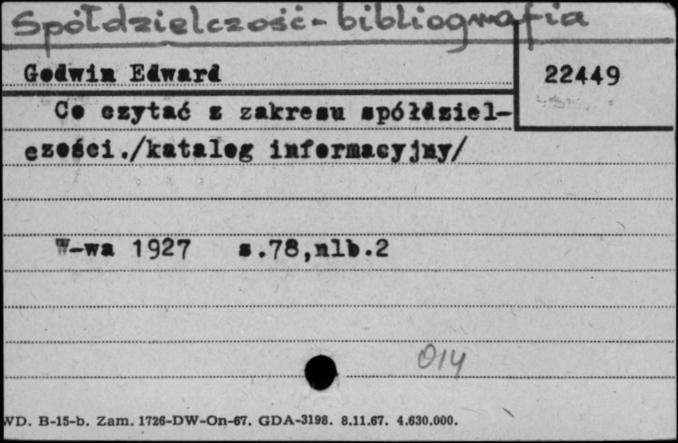 Spółdzielczość - bibliografia
Godwin Edward
22449
Co czytać z zakresu spółdziel-
czości./katalog informacyjny/
W-wa 1927 s.78,nlb.2
014
WD. B-15-b. Zam. 1726-DW-On-67. GDA-3198. 8.11.67. 4.630.000.